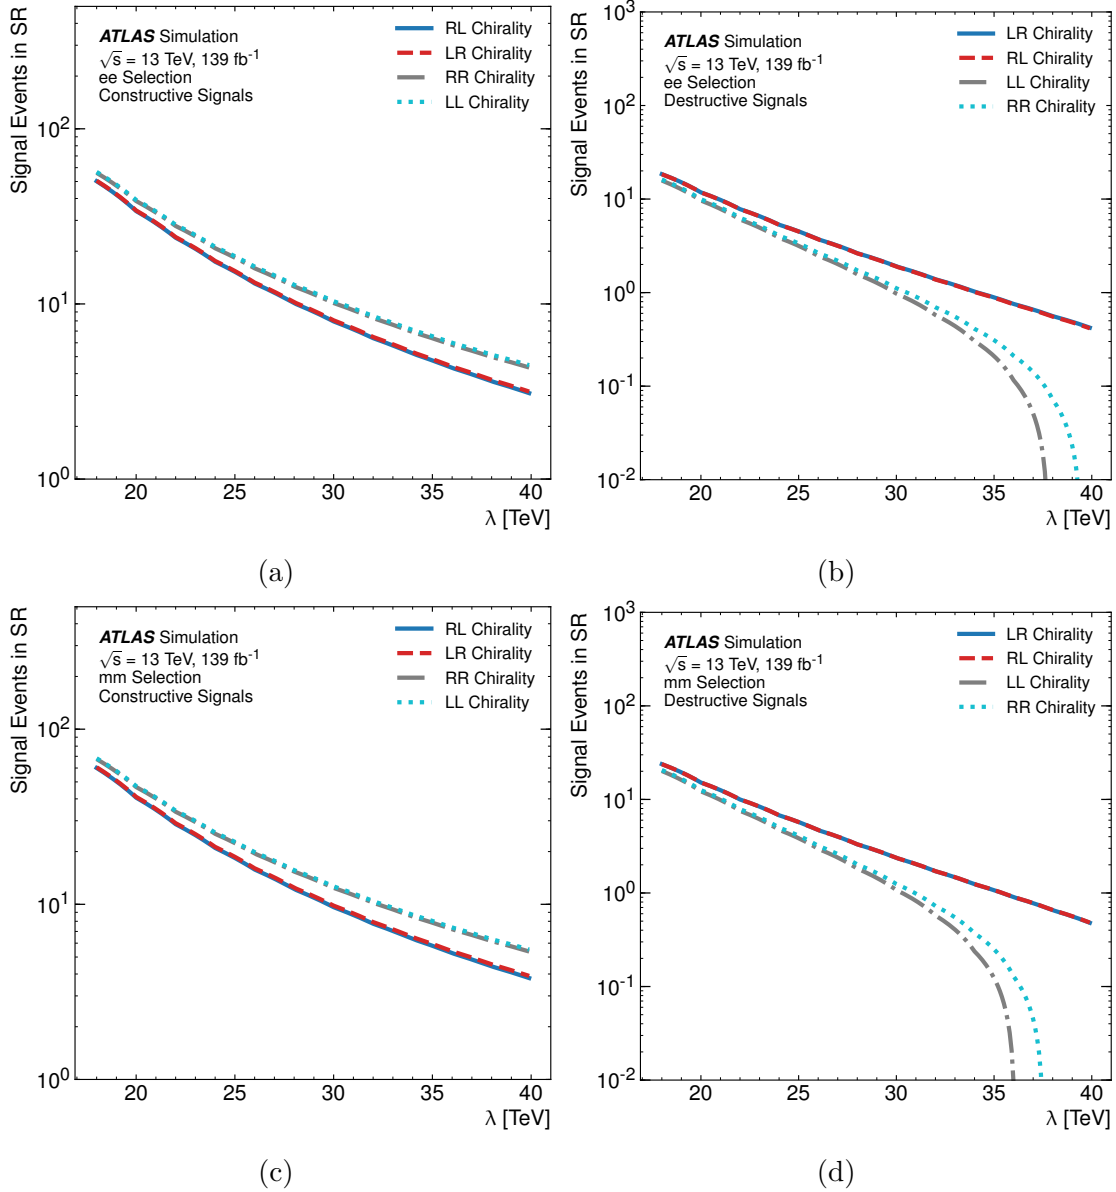 Signal Events in SR
ATLAS Simulation
√s = 13 TeV, 139 fb⁻¹
ee Selection
Constructive Signals
RL Chirality
LR Chirality
RR Chirality
LL Chirality
10²
10¹
10⁰
20 25 30 35 40
λ [TeV]
(a)
Signal Events in SR
ATLAS Simulation
√s = 13 TeV, 139 fb⁻¹
ee Selection
Destructive Signals
LR Chirality
RL Chirality
LL Chirality
RR Chirality
10³
10²
10¹
10⁰
10⁻¹
10⁻²
20 25 30 35 40
λ [TeV]
(b)
Signal Events in SR
ATLAS Simulation
√s = 13 TeV, 139 fb⁻¹
mm Selection
Constructive Signals
RL Chirality
LR Chirality
RR Chirality
LL Chirality
10²
10¹
10⁰
20 25 30 35 40
λ [TeV]
(c)
Signal Events in SR
ATLAS Simulation
√s = 13 TeV, 139 fb⁻¹
mm Selection
Destructive Signals
LR Chirality
RL Chirality
LL Chirality
RR Chirality
10³
10²
10¹
10⁰
10⁻¹
10⁻²
20 25 30 35 40
λ [TeV]
(d)